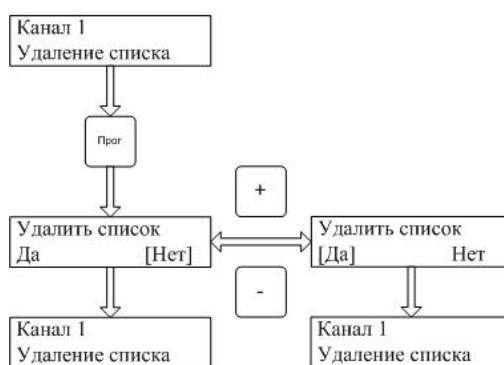 Канал 1
Удаление списка
Прог
+
Удалить список
Да [Нет]
Удалить список
[Да] Нет
-
Канал 1
Удаление списка
Канал 1
Удаление списка